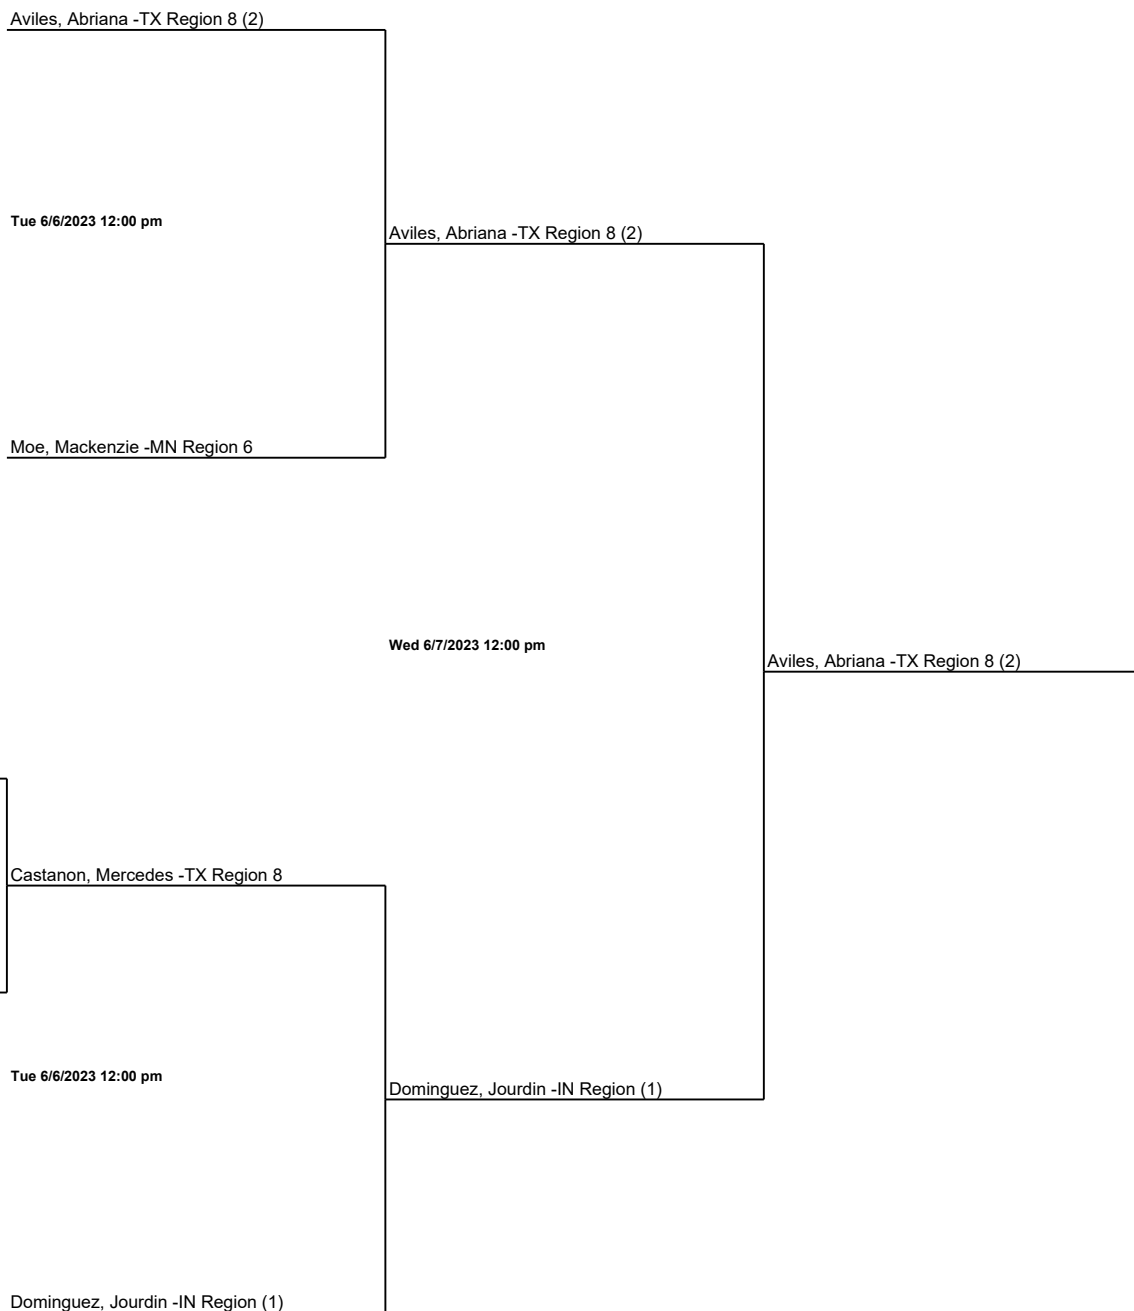 Aviles, Abriana -TX Region 8 (2)
Tue 6/6/2023 12:00 pm
Aviles, Abriana -TX Region 8 (2)
Moe, Mackenzie -MN Region 6
Wed 6/7/2023 12:00 pm
Aviles, Abriana -TX Region 8 (2)
Castanon, Mercedes -TX Region 8
Tue 6/6/2023 12:00 pm
Dominguez, Jourdin -IN Region (1)
Dominguez, Jourdin -IN Region (1)